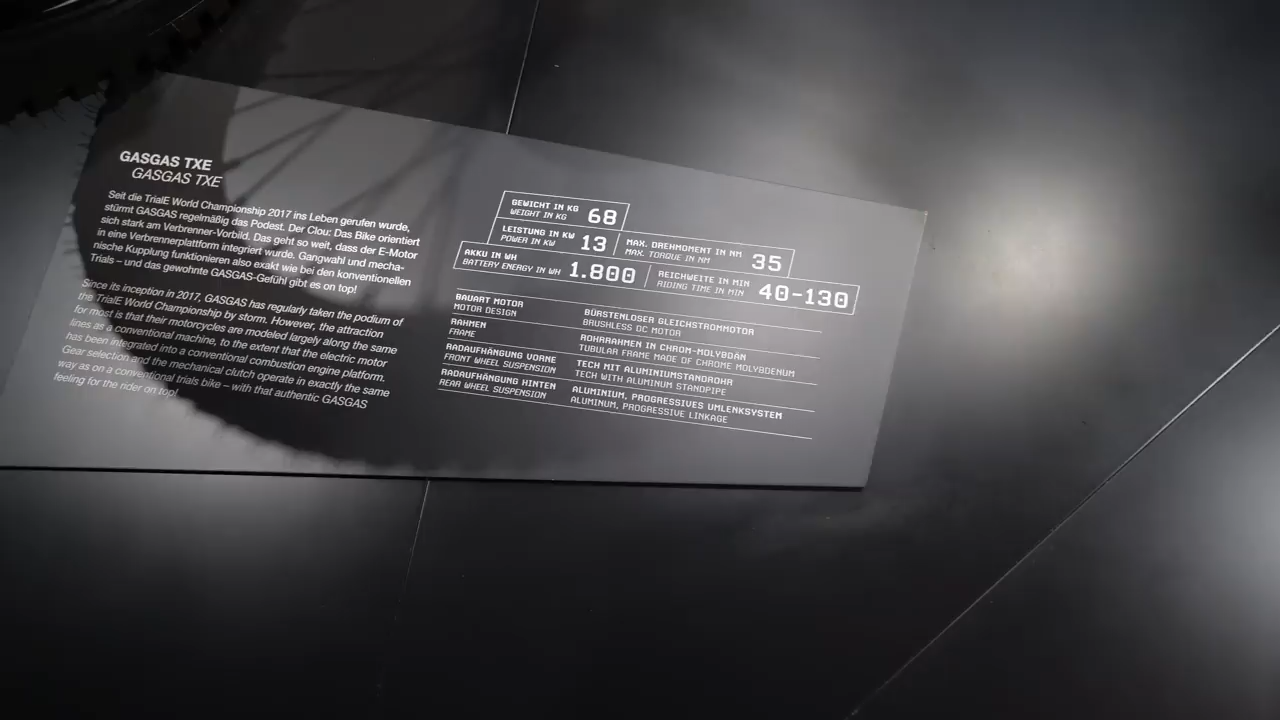 GASGAS TXE
GASGAS TXE
Seit die TrialE World Championship 2017 ins Leben gerufen wurde,
stürmt GASGAS regelmäßig das Podest. Der Clou: Das Bike orientiert
sich stark am Verbrenner-Vorbild. Das geht so weit, dass der E-Motor
in eine Verbrennerplattform integriert wurde. Gangwahl und mecha-
nische Kupplung funktionieren also exakt wie bei den konventionellen
Trials – und das gewohnte GASGAS-Gefühl gibt es on top!
Since its inception in 2017, GASGAS has regularly taken the podium of
the TrialE World Championship by storm. However, the attraction
for most is that their motorcycles are modeled largely along the same
lines as a conventional machine, to the extent that the electric motor
has been integrated into a conventional combustion engine platform.
Gear selection and the mechanical clutch operate in exactly the same
way as on a conventional trials bike – with that authentic GASGAS
feeling for the rider on top!
GEWICHT IN KG
WEIGHT IN KG
68
LEISTUNG IN KW
POWER IN KW
13
MAX. DREHMOMENT IN NM
MAX. TORQUE IN NM
35
AKKU IN WH
BATTERY ENERGY IN WH
1.800
REICHWEITE IN MIN
RIDING TIME IN MIN
40-130
BAUART MOTOR
MOTOR DESIGN
BÜRSTENLOSER GLEICHSTROMMOTOR
BRUSHLESS DC MOTOR
RAHMEN
FRAME
ROHRRAHMEN IN CHROM-MOLYBDÄN
TUBULAR FRAME MADE OF CHROME MOLYBDENUM
RADAUFHÄNGUNG VORNE
FRONT WHEEL SUSPENSION
TECH MIT ALUMINIUMSTANDROHR
TECH WITH ALUMINUM STANDPIPE
RADAUFHÄNGUNG HINTEN
REAR WHEEL SUSPENSION
ALUMINIUM, PROGRESSIVES UMLENKSYSTEM
ALUMINUM, PROGRESSIVE LINKAGE